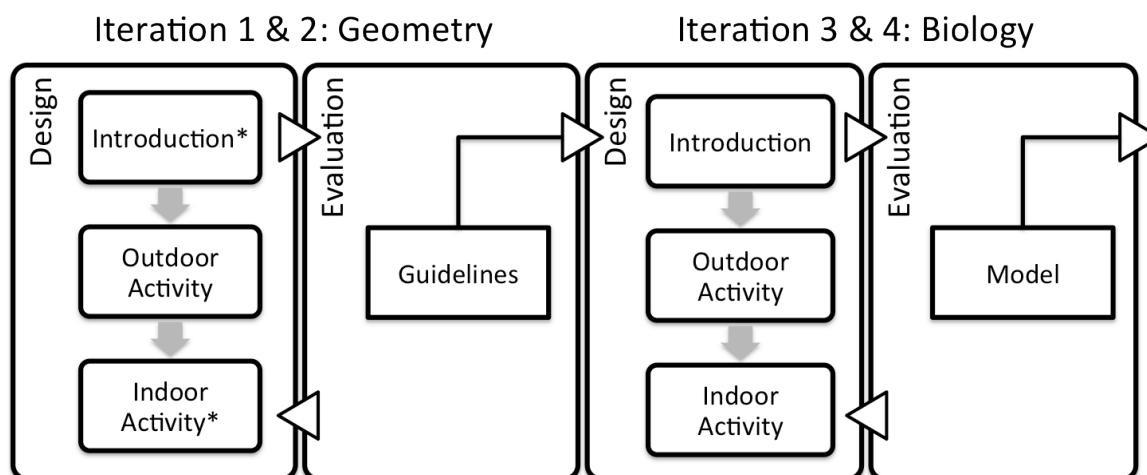 Iteration 1 & 2: Geometry
Design
Introduction*
Outdoor
Activity
Indoor
Activity*
Evaluation
Guidelines
Iteration 3 & 4: Biology
Design
Introduction
Outdoor
Activity
Indoor
Activity
Evaluation
Model